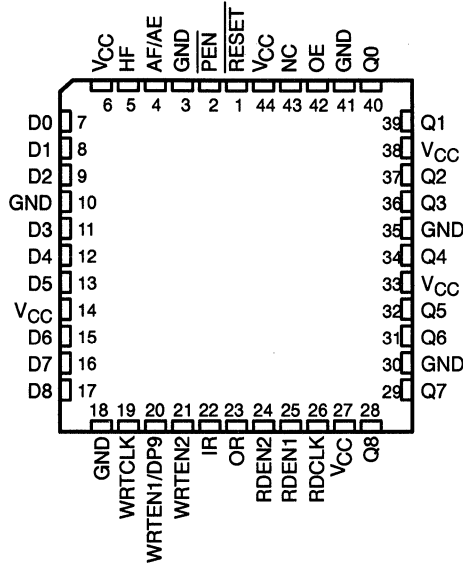 VCC HF AF/AE GND PEN RESET VCC NC OE GND Q0
6 5 4 3 2 1 44 43 42 41 40
D0 7 39 Q1
D1 8 38 VCC
D2 9 37 Q2
GND 10 36 Q3
D3 11 35 GND
D4 12 34 Q4
D5 13 33 VCC
VCC 14 32 Q5
D6 15 31 Q6
D7 16 30 GND
D8 17 29 Q7
18 19 20 21 22 23 24 25 26 27 28
GND WRTCLK WRTEN1/DP9 WRTEN2 IR OR RDEN2 RDEN1 RDCLK VCC Q8